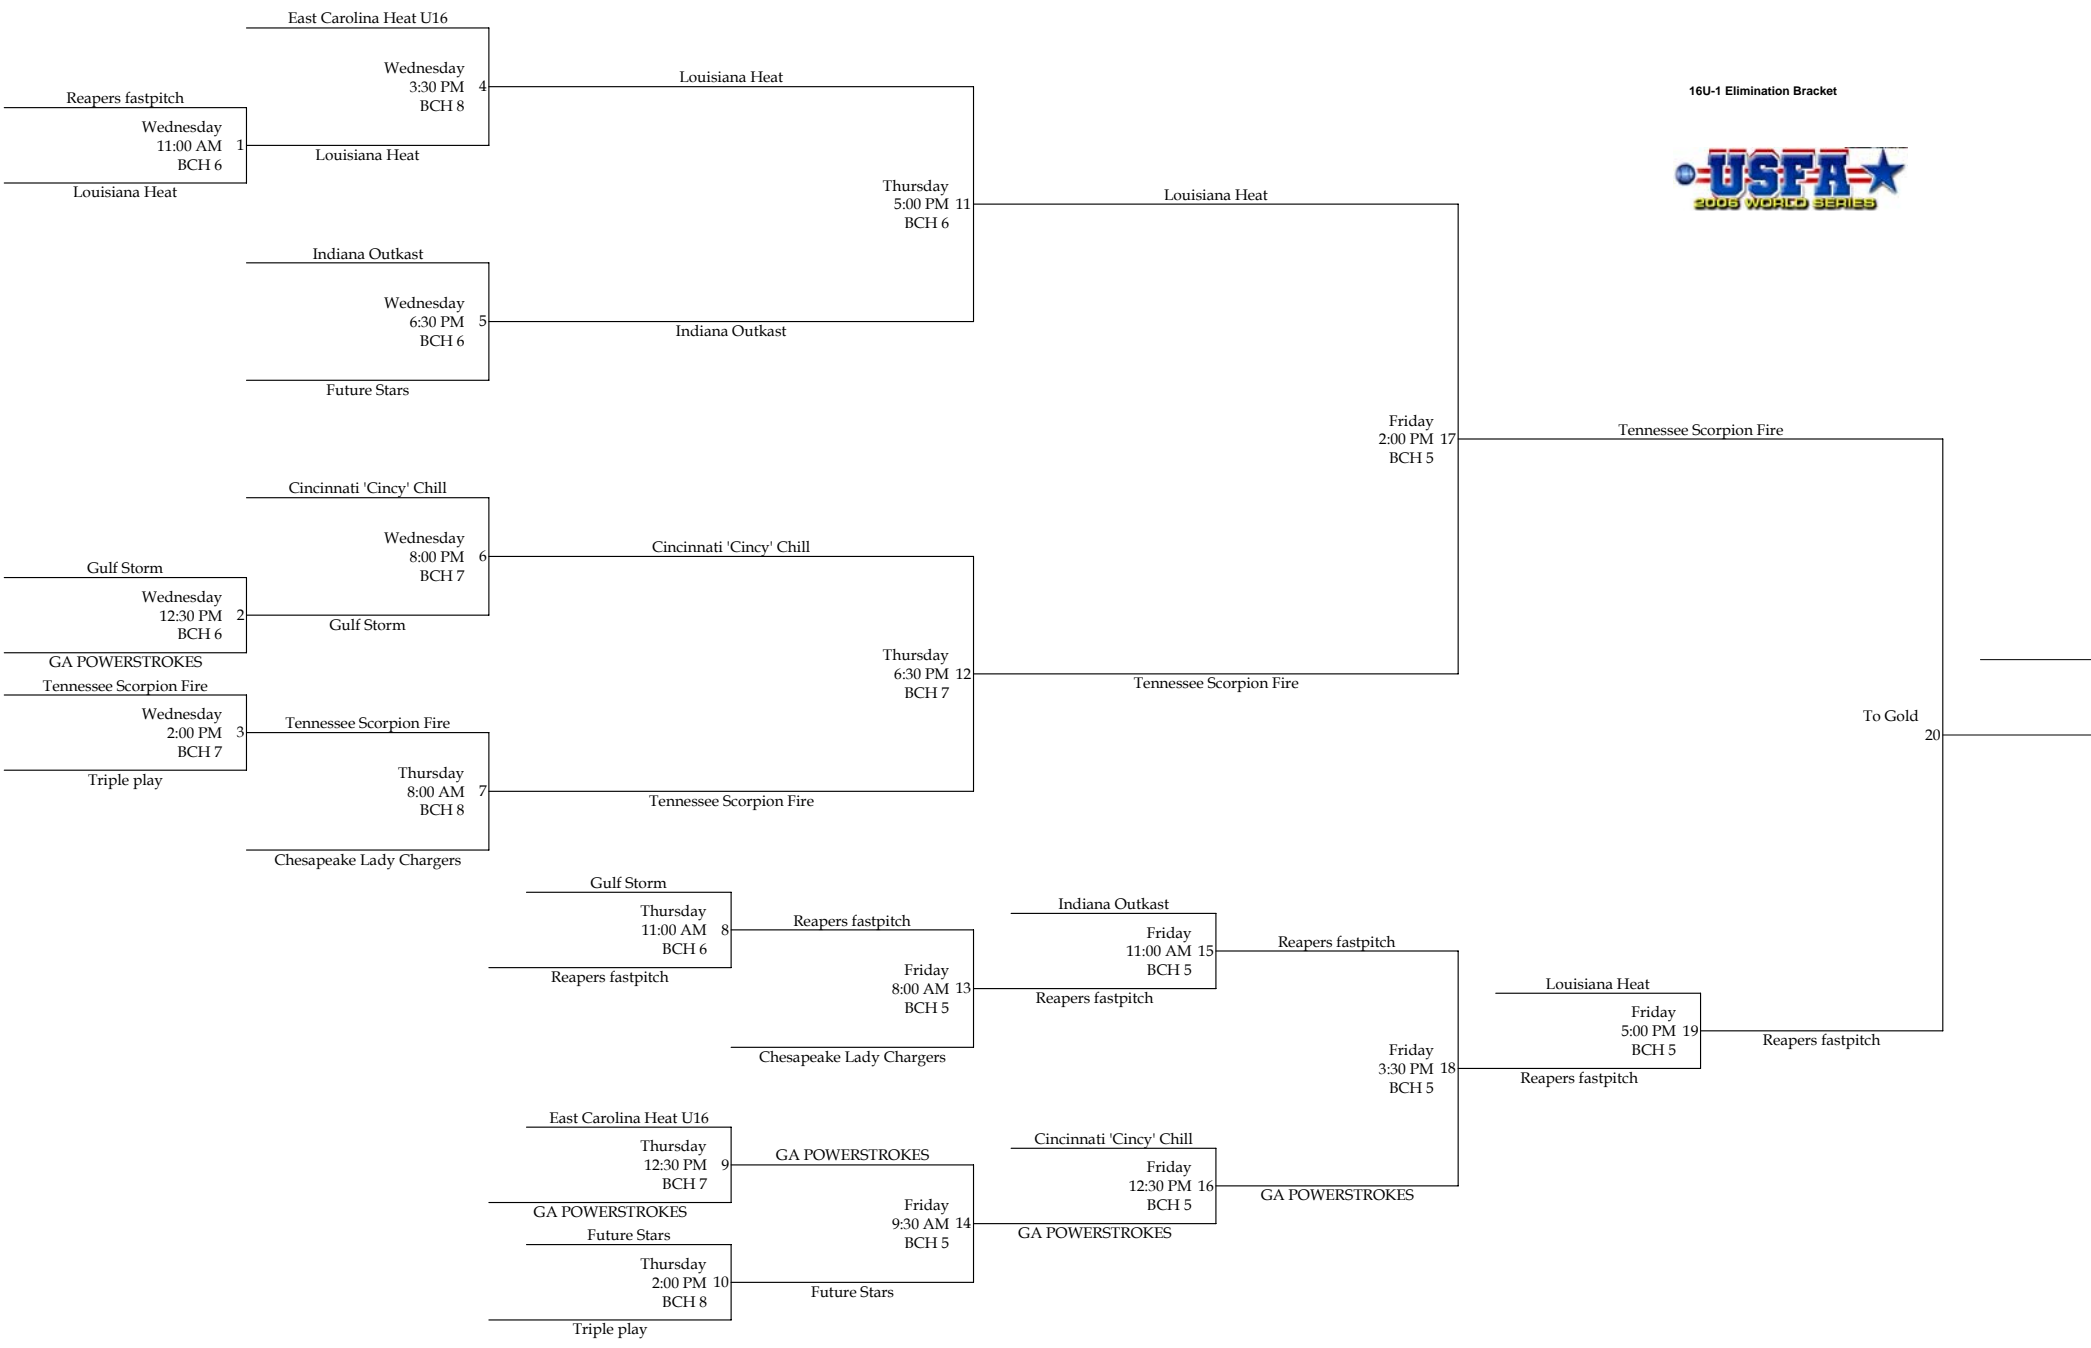 East Carolina Heat U16
Wednesday
3:30 PM 4
BCH 8
Louisiana Heat
16U-1 Elimination Bracket
Reapers fastpitch
Wednesday
11:00 AM 1
BCH 6
Louisiana Heat
Louisiana Heat
USFA
2006 WORLD SERIES
Thursday
5:00 PM 11
BCH 6
Louisiana Heat
Indiana Outkast
Wednesday
6:30 PM 5
BCH 6
Indiana Outkast
Future Stars
Friday
2:00 PM 17
BCH 5
Tennessee Scorpion Fire
Cincinnati 'Cincy' Chill
Wednesday
8:00 PM 6
BCH 7
Cincinnati 'Cincy' Chill
Gulf Storm
Wednesday
12:30 PM 2
BCH 6
Gulf Storm
GA POWERSTROKES
Thursday
6:30 PM 12
BCH 7
Tennessee Scorpion Fire
Tennessee Scorpion Fire
Wednesday
2:00 PM 3
BCH 7
Tennessee Scorpion Fire
Triple play
To Gold
20
Thursday
8:00 AM 7
BCH 8
Tennessee Scorpion Fire
Chesapeake Lady Chargers
Gulf Storm
Thursday
11:00 AM 8
BCH 6
Reapers fastpitch
Reapers fastpitch
Indiana Outkast
Friday
11:00 AM 15
BCH 5
Reapers fastpitch
Friday
8:00 AM 13
BCH 5
Reapers fastpitch
Louisiana Heat
Friday
5:00 PM 19
BCH 5
Reapers fastpitch
Chesapeake Lady Chargers
Friday
3:30 PM 18
BCH 5
Reapers fastpitch
East Carolina Heat U16
Thursday
12:30 PM 9
BCH 7
GA POWERSTROKES
GA POWERSTROKES
Cincinnati 'Cincy' Chill
Friday
12:30 PM 16
BCH 5
GA POWERSTROKES
Friday
9:30 AM 14
BCH 5
GA POWERSTROKES
Future Stars
Thursday
2:00 PM 10
BCH 8
Future Stars
Triple play